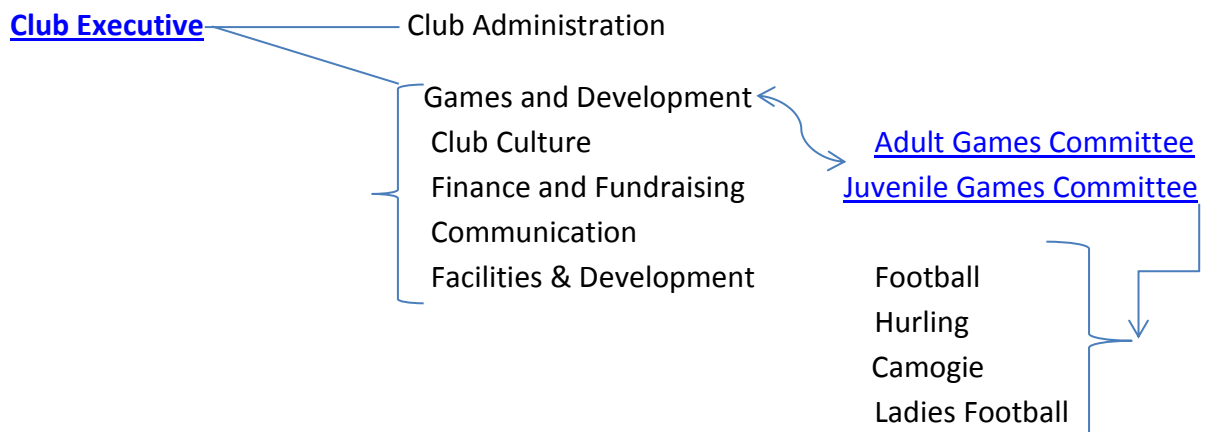 Club Executive Club Administration
Games and Development
Club Culture Adult Games Committee
Finance and Fundraising Juvenile Games Committee
Communication
Facilities & Development Football
Hurling
Camogie
Ladies Football